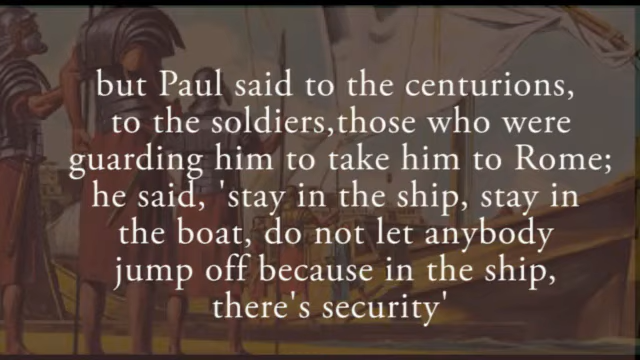 but Paul said to the centurions,
to the soldiers,those who were
guarding him to take him to Rome;
he said, 'stay in the ship, stay in
the boat, do not let anybody
jump off because in the ship,
there's security'